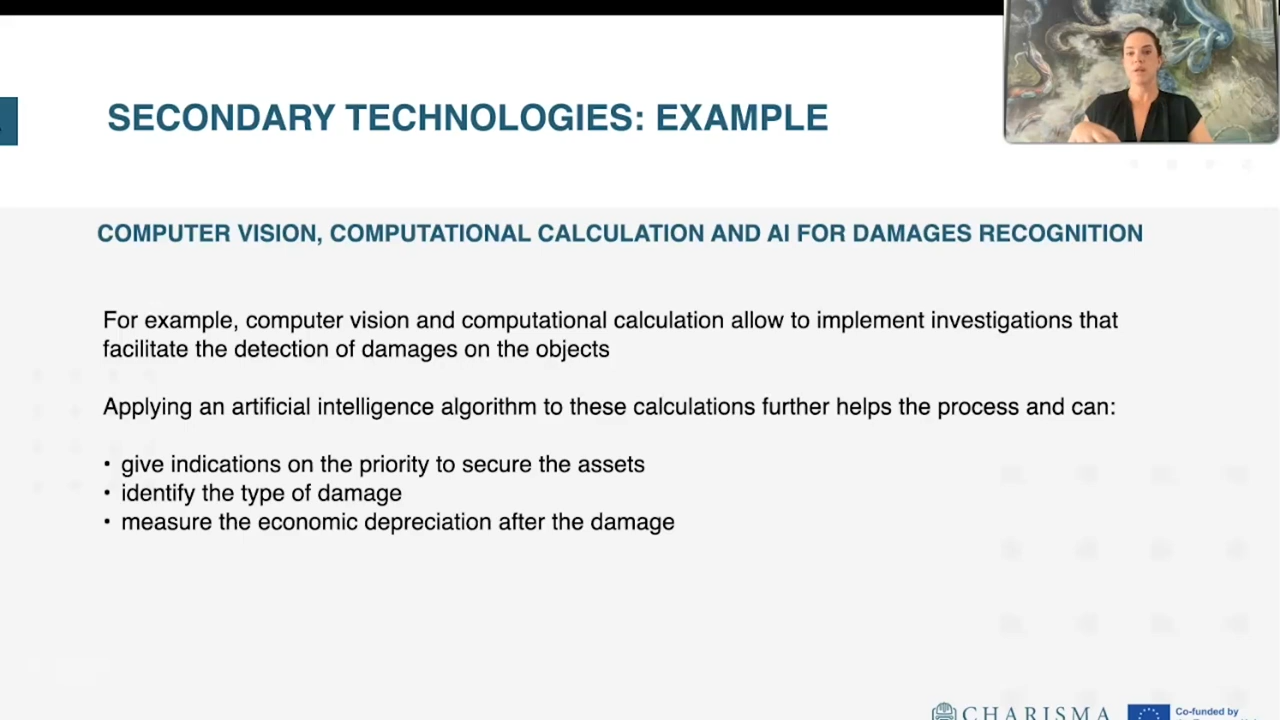 SECONDARY TECHNOLOGIES: EXAMPLE
COMPUTER VISION, COMPUTATIONAL CALCULATION AND AI FOR DAMAGES RECOGNITION
For example, computer vision and computational calculation allow to implement investigations that
facilitate the detection of damages on the objects
Applying an artificial intelligence algorithm to these calculations further helps the process and can:
• give indications on the priority to secure the assets
• identify the type of damage
• measure the economic depreciation after the damage
CHARISMA
Co-funded by